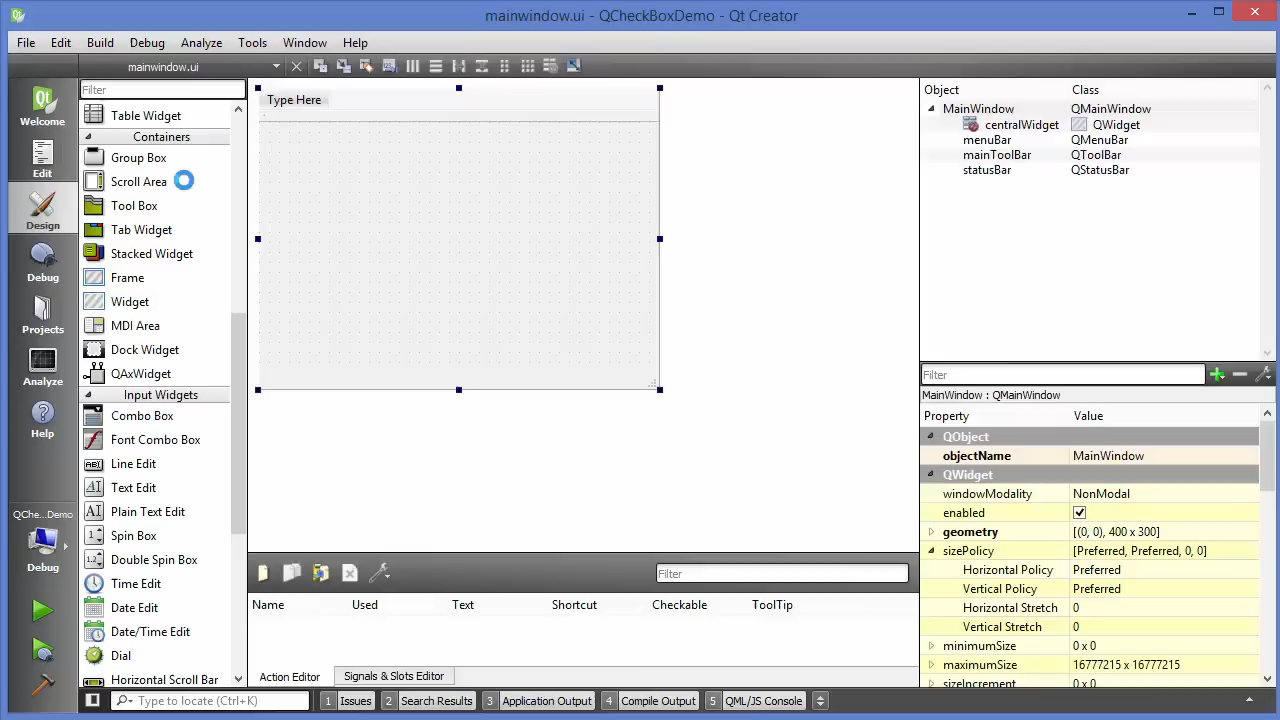 mainwindow.ui - QCheckBoxDemo - Qt Creator
File Edit Build Debug Analyze Tools Window Help
mainwindow.ui
Welcome
Edit
Design
Debug
Projects
Analyze
Help
QChe...Demo
Debug
Filter
Table Widget
Containers
Group Box
Scroll Area
Tool Box
Tab Widget
Stacked Widget
Frame
Widget
MDI Area
Dock Widget
QAxWidget
Input Widgets
Combo Box
Font Combo Box
Line Edit
Text Edit
Plain Text Edit
Spin Box
Double Spin Box
Time Edit
Date Edit
Date/Time Edit
Dial
Horizontal Scroll Bar
Type Here
Filter
Name Used Text Shortcut Checkable ToolTip
Action Editor Signals & Slots Editor
Object Class
MainWindow QMainWindow
centralWidget QWidget
menuBar QMenuBar
mainToolBar QToolBar
statusBar QStatusBar
Filter
MainWindow : QMainWindow
Property Value
QObject
objectName MainWindow
QWidget
windowModality NonModal
enabled
geometry [(0, 0), 400 x 300]
sizePolicy [Preferred, Preferred, 0, 0]
Horizontal Policy Preferred
Vertical Policy Preferred
Horizontal Stretch 0
Vertical Stretch 0
minimumSize 0 x 0
maximumSize 16777215 x 16777215
sizeIncrement 0 x 0
Type to locate (Ctrl+K) 1 Issues 2 Search Results 3 Application Output 4 Compile Output 5 QML/JS Console